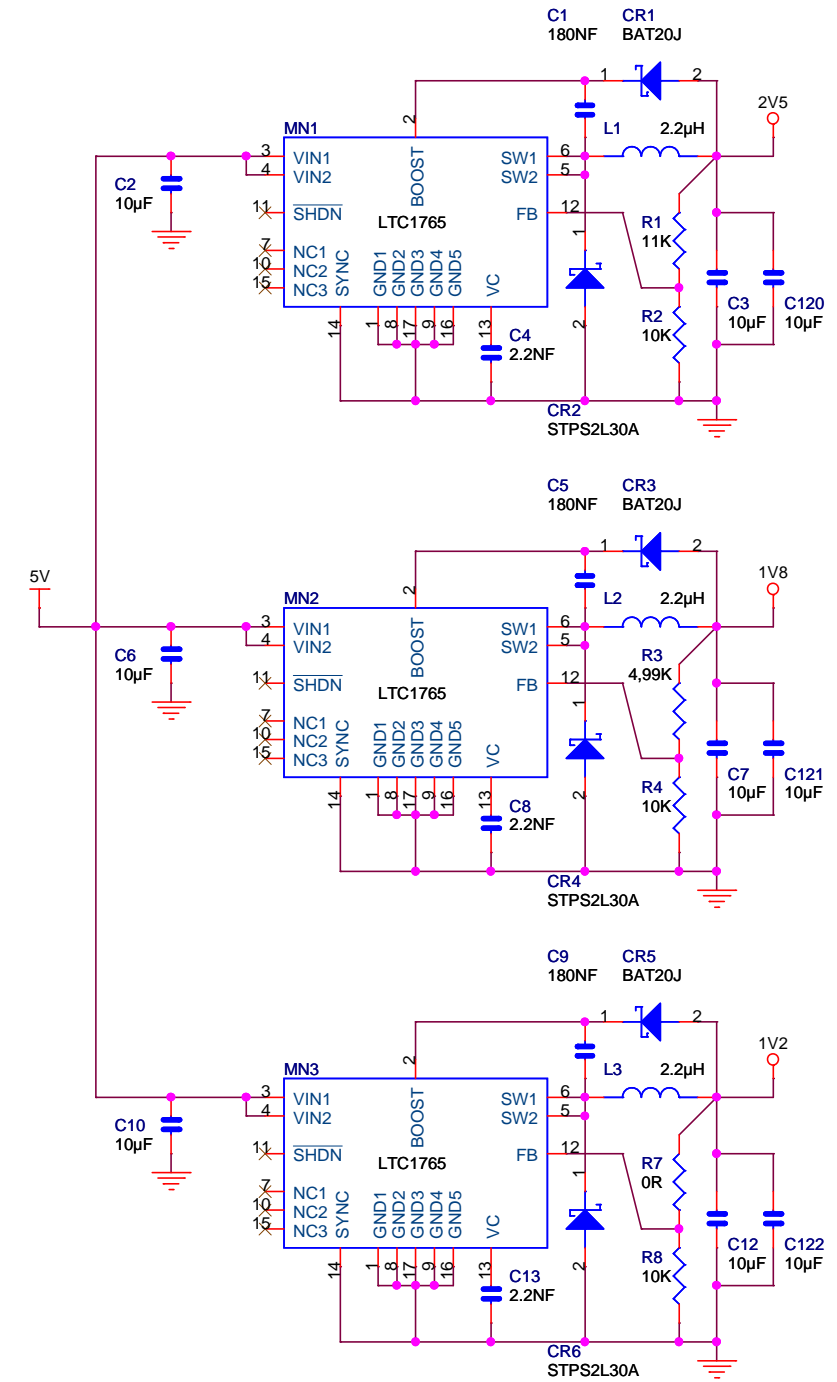 C1 CR1
180NF BAT20J
1 2
2V5
2
MN1
L1 2.2µH
3 VIN1 SW1 6
4 VIN2 SW2 5
C2
10µF
BOOST
11 SHDN FB 12
LTC1765
R1
11K
1
7 NC1
10 NC2
15 NC3
SYNC GND1 GND2 GND3 GND4 GND5 VC
C3 C120
10µF 10µF
R2
10K
14 1 8 17 9 16 13
2
C4
2.2NF
CR2
STPS2L30A
C5 CR3
180NF BAT20J
1 2
5V
1V8
2
MN2
L2 2.2µH
3 VIN1 SW1 6
4 VIN2 SW2 5
C6
10µF
BOOST
R3
4,99K
11 SHDN FB 12
LTC1765
1
7 NC1
10 NC2
15 NC3
SYNC GND1 GND2 GND3 GND4 GND5 VC
C7 C121
10µF 10µF
R4
10K
14 1 8 17 9 16 13
2
C8
2.2NF
CR4
STPS2L30A
C9 CR5
180NF BAT20J
1 2
1V2
2
MN3
L3 2.2µH
3 VIN1 SW1 6
4 VIN2 SW2 5
C10
10µF
BOOST
11 SHDN FB 12
LTC1765
R7
0R
1
7 NC1
10 NC2
15 NC3
SYNC GND1 GND2 GND3 GND4 GND5 VC
C12 C122
10µF 10µF
R8
10K
14 1 8 17 9 16 13
2
C13
2.2NF
CR6
STPS2L30A